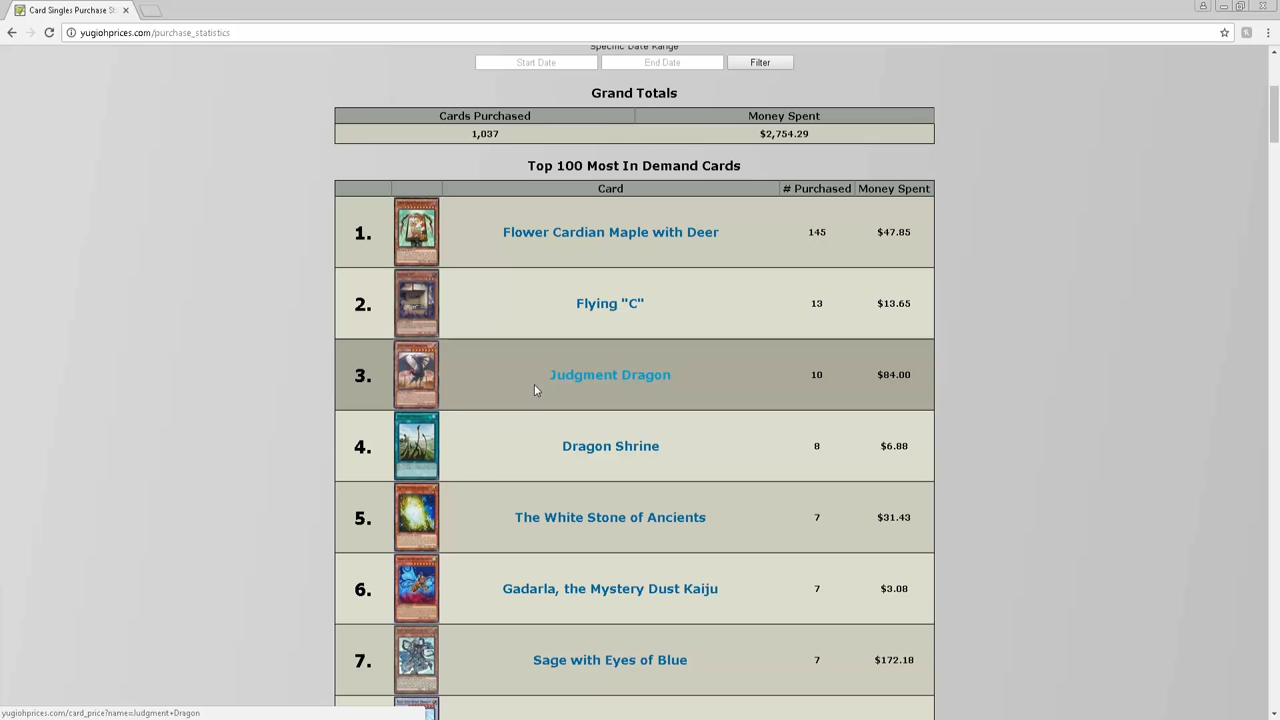 Card Singles Purchase St
yugiohprices.com/purchase_statistics
Specific Date Range
Start Date End Date Filter
Grand Totals
Cards Purchased Money Spent
1,037 $2,754.29
Top 100 Most In Demand Cards
Card # Purchased Money Spent
1. Flower Cardian Maple with Deer 145 $47.85
2. Flying "C" 13 $13.65
3. Judgment Dragon 10 $84.00
4. Dragon Shrine 8 $6.88
5. The White Stone of Ancients 7 $31.43
6. Gadarla, the Mystery Dust Kaiju 7 $3.08
7. Sage with Eyes of Blue 7 $172.18
yugiohprices.com/card_price?name=Judgment+Dragon